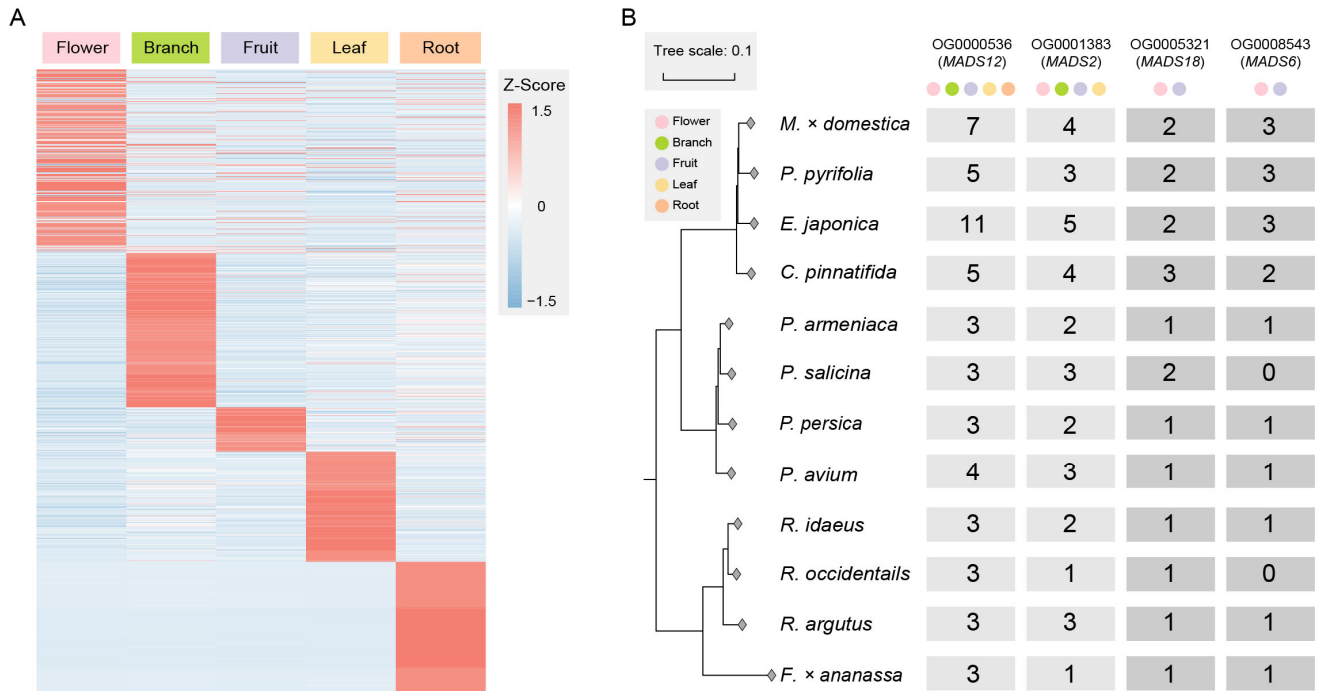 A
Flower Branch Fruit Leaf Root
Z-Score
1.5
0
−1.5
B
Tree scale: 0.1
Flower
Branch
Fruit
Leaf
Root
OG0000536 OG0001383 OG0005321 OG0008543
(MADS12) (MADS2) (MADS18) (MADS6)
M. × domestica 7 4 2 3
P. pyrifolia 5 3 2 3
E. japonica 11 5 2 3
C. pinnatifida 5 4 3 2
P. armeniaca 3 2 1 1
P. salicina 3 3 2 0
P. persica 3 2 1 1
P. avium 4 3 1 1
R. idaeus 3 2 1 1
R. occidentails 3 1 1 0
R. argutus 3 3 1 1
F. × ananassa 3 1 1 1